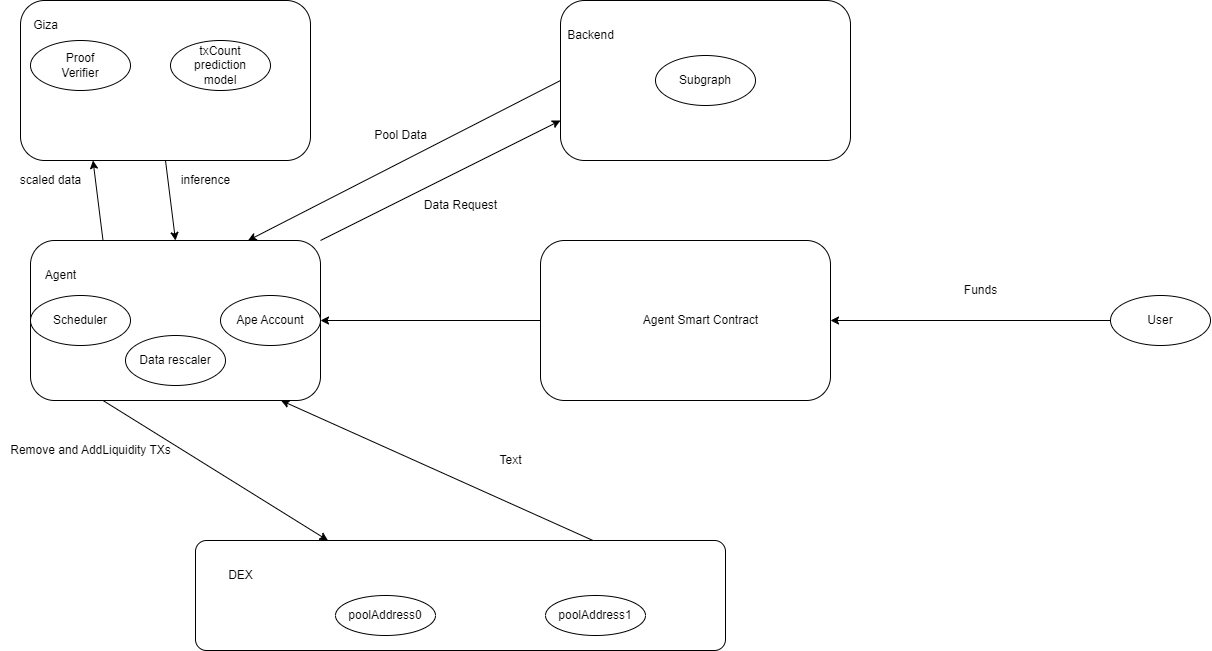 Giza
Proof
Verifier
txCount
prediction
model
Backend
Subgraph
Pool Data
scaled data
inference
Data Request
Agent
Scheduler
Ape Account
Data rescaler
Agent Smart Contract
Funds
User
Remove and AddLiquidity TXs
Text
DEX
poolAddress0
poolAddress1